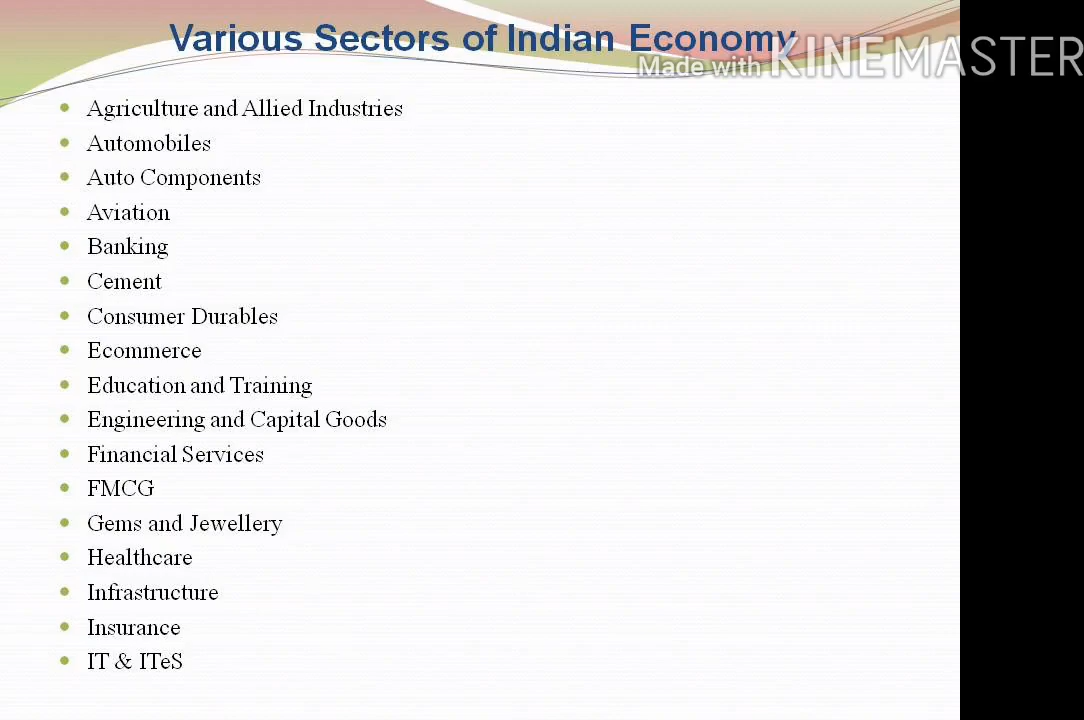 Various Sectors of Indian Economy
Made with KINEMASTER
Agriculture and Allied Industries
Automobiles
Auto Components
Aviation
Banking
Cement
Consumer Durables
Ecommerce
Education and Training
Engineering and Capital Goods
Financial Services
FMCG
Gems and Jewellery
Healthcare
Infrastructure
Insurance
IT & ITeS